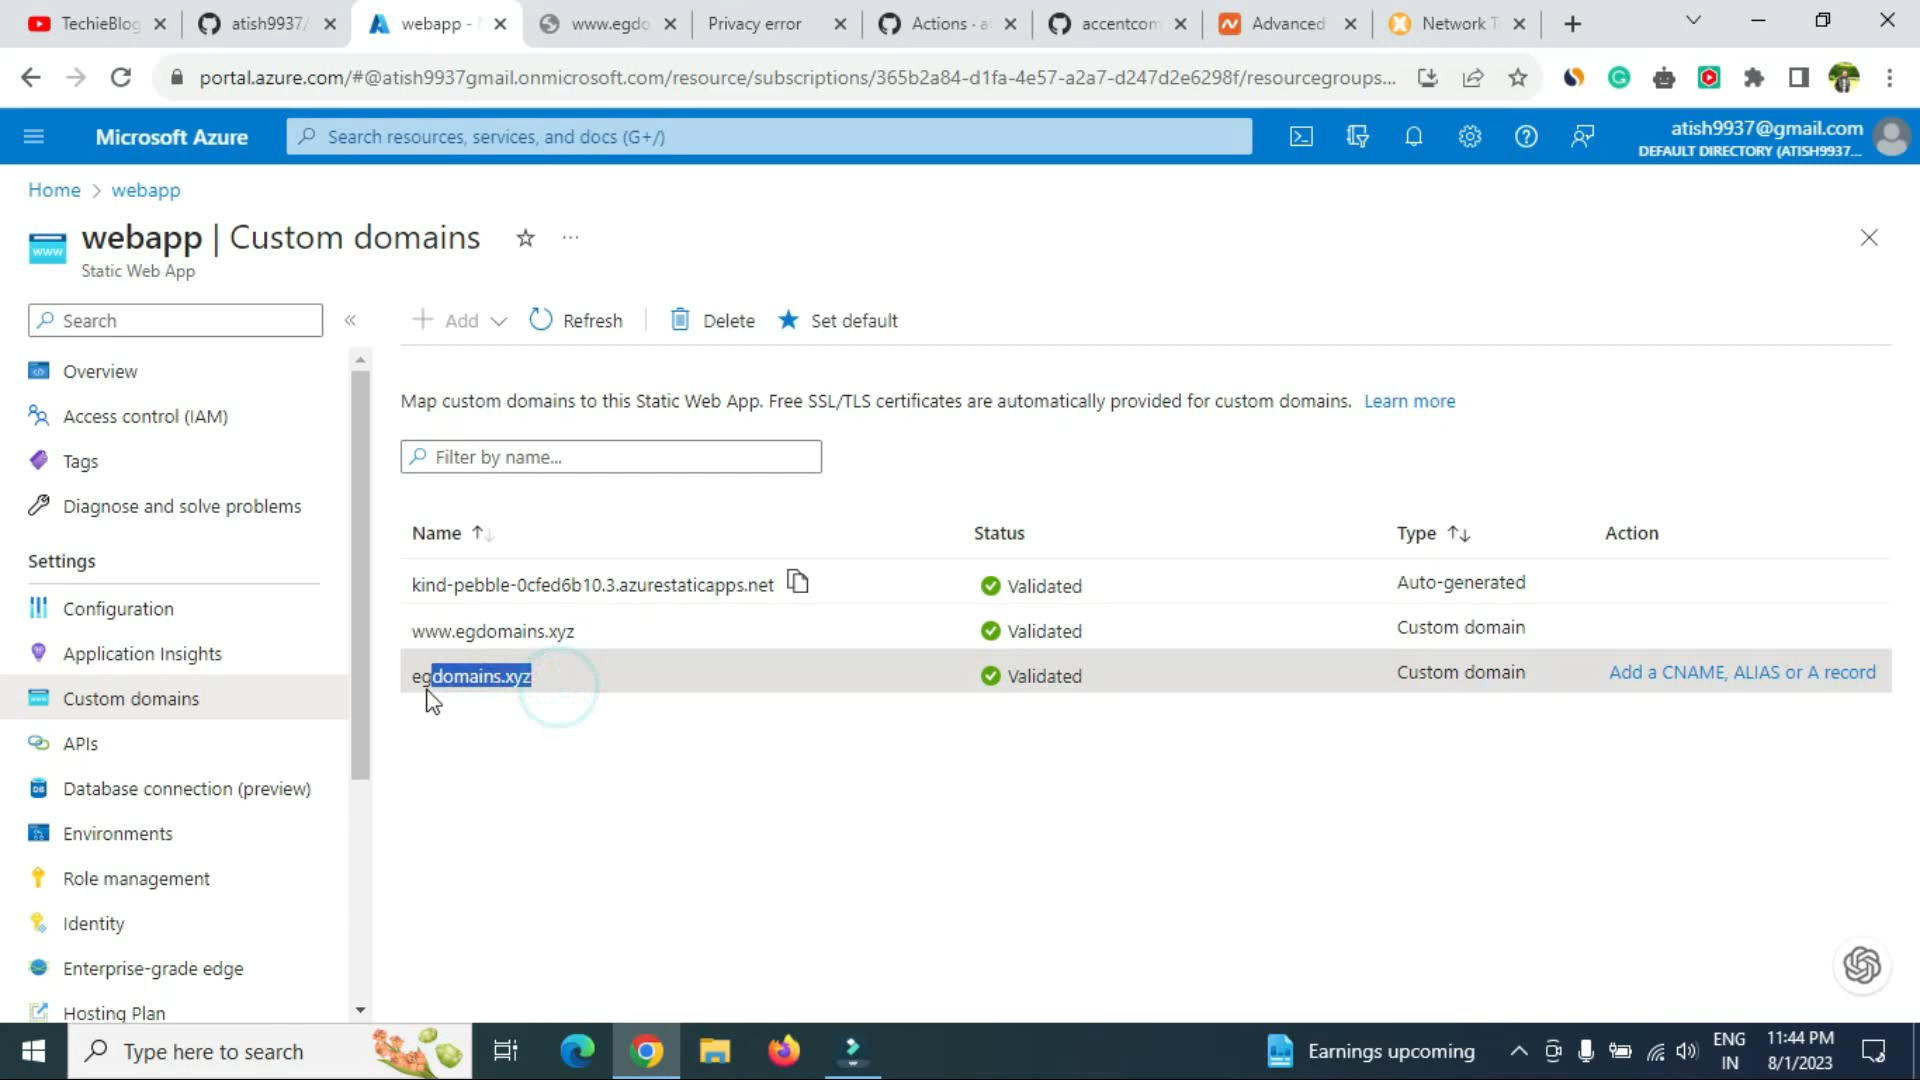 TechieBlog
atish9937/
webapp -
www.egdo
Privacy error
Actions · a
accentcom
Advanced
Network T
portal.azure.com/#@atish9937gmail.onmicrosoft.com/resource/subscriptions/365b2a84-d1fa-4e57-a2a7-d247d2e6298f/resourcegroups...
Microsoft Azure
Search resources, services, and docs (G+/)
atish9937@gmail.com
DEFAULT DIRECTORY (ATISH9937...
Home > webapp
webapp | Custom domains
Static Web App
Search
Add
Refresh
Delete
Set default
Overview
Access control (IAM)
Tags
Diagnose and solve problems
Settings
Configuration
Application Insights
Custom domains
APIs
Database connection (preview)
Environments
Role management
Identity
Enterprise-grade edge
Hosting Plan
Map custom domains to this Static Web App. Free SSL/TLS certificates are automatically provided for custom domains. Learn more
Filter by name...
Name Status Type Action
kind-pebble-0cfed6b10.3.azurestaticapps.net Validated Auto-generated
www.egdomains.xyz Validated Custom domain
egdomains.xyz Validated Custom domain Add a CNAME, ALIAS or A record
Type here to search
Earnings upcoming
ENG
IN
11:44 PM
8/1/2023